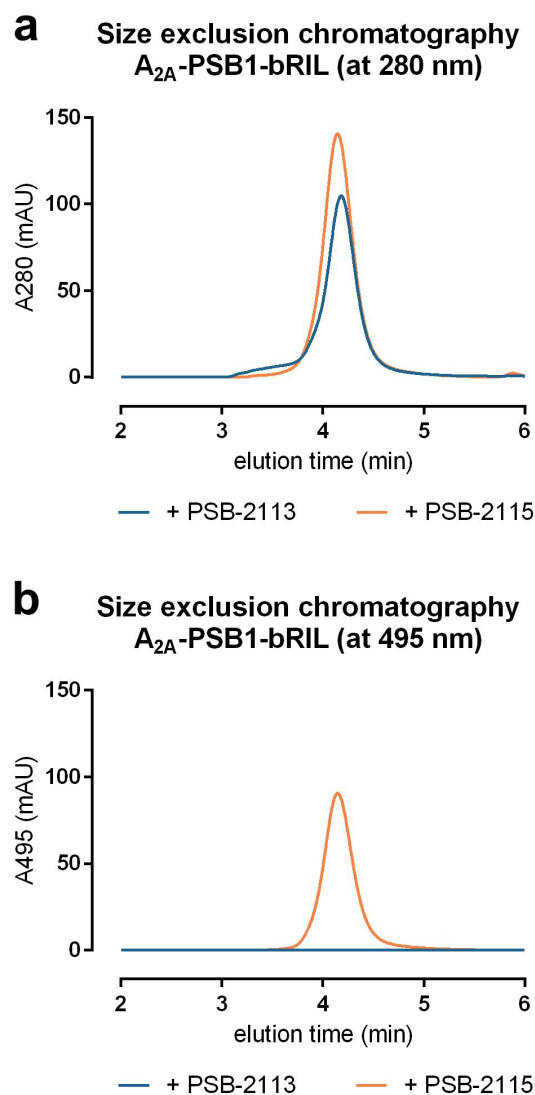 a
Size exclusion chromatography
A2A-PSB1-bRIL (at 280 nm)
150
100
50
0
A280 (mAU)
2 3 4 5 6
elution time (min)
+ PSB-2113 + PSB-2115
b
Size exclusion chromatography
A2A-PSB1-bRIL (at 495 nm)
150
100
50
0
A495 (mAU)
2 3 4 5 6
elution time (min)
+ PSB-2113 + PSB-2115